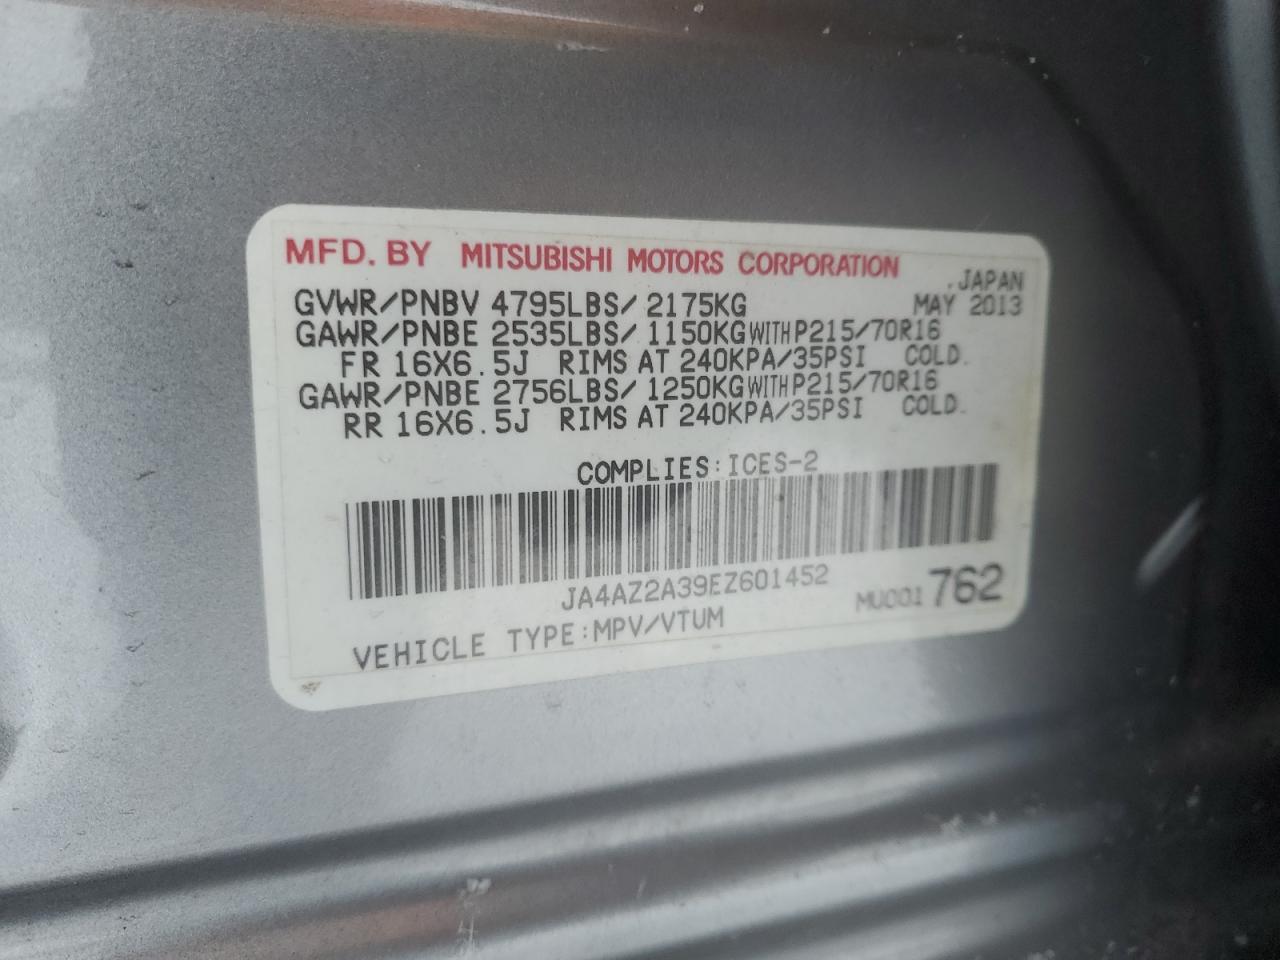 MFD. BY MITSUBISHI MOTORS CORPORATION
JAPAN
GVWR/PNBV 4795LBS/ 2175KG MAY 2013
GAWR/PNBE 2535LBS/ 1150KG WITH P215/70R16
FR 16X6.5J RIMS AT 240KPA/35PSI COLD.
GAWR/PNBE 2756LBS/ 1250KG WITH P215/70R16
RR 16X6.5J RIMS AT 240KPA/35PSI COLD.
COMPLIES:ICES-2
JA4AZ2A39EZ601452
MU001 762
VEHICLE TYPE:MPV/VTUM